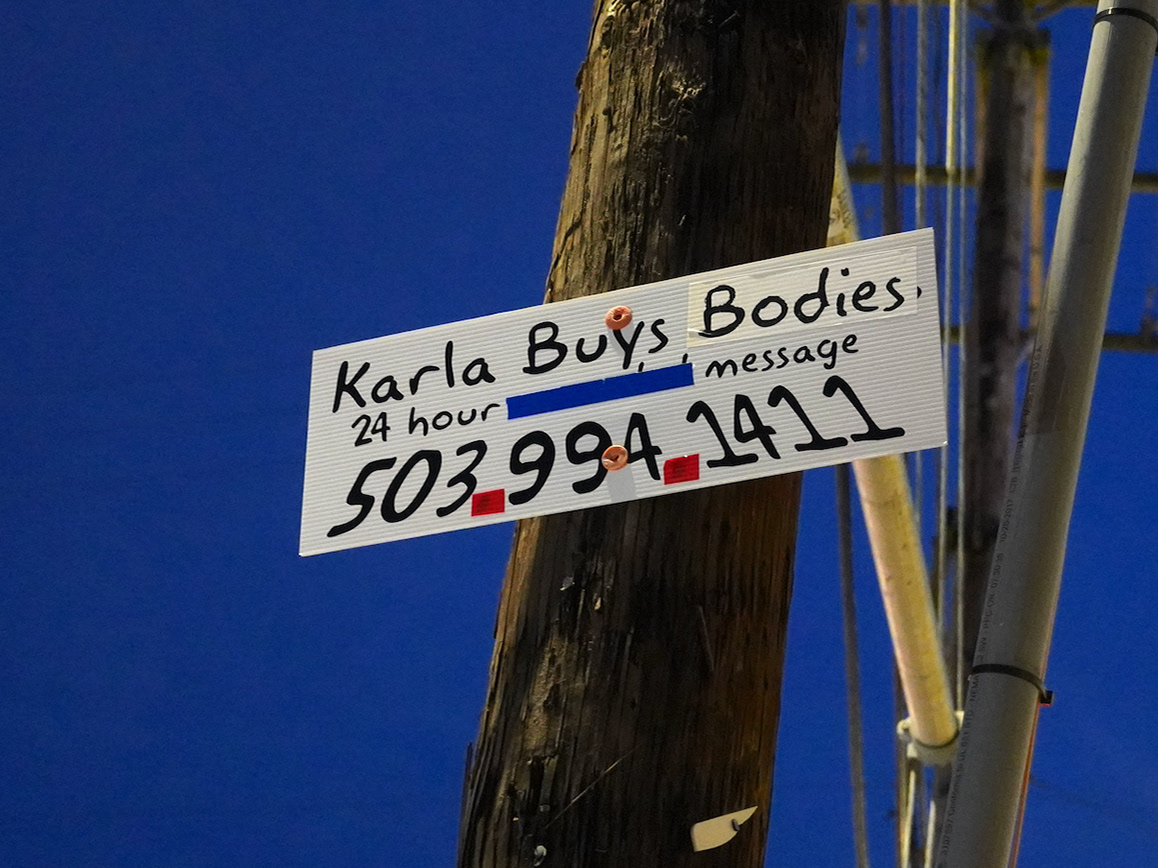 Karla Buys Bodies.
24 hour message
503.994.1411